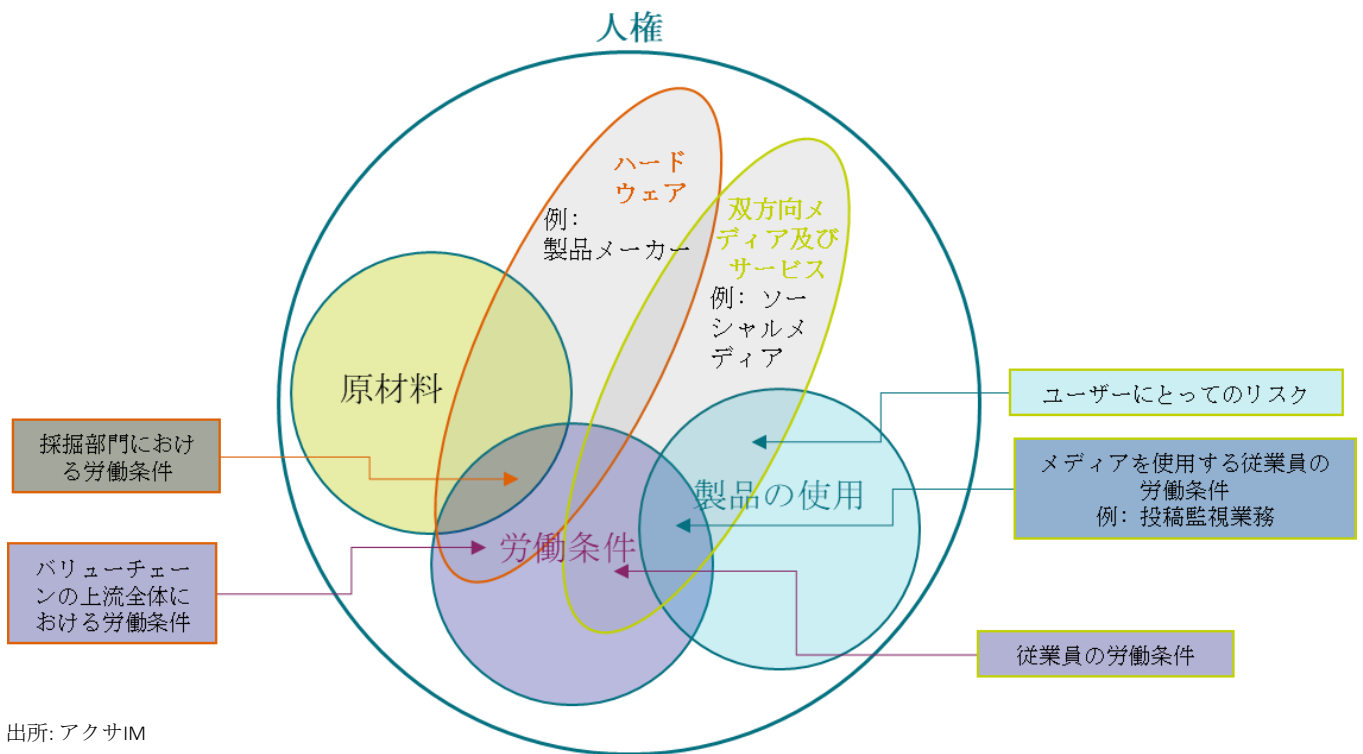 人権
ハード
ウェア
例：
製品メーカー
双方向メ
ディア及び
サービス
例：ソー
シャルメ
ディア
原材料
製品の使用
労働条件
採掘部門におけ
る労働条件
バリューチェー
ンの上流全体に
おける労働条件
ユーザーにとってのリスク
メディアを使用する従業員の
労働条件
例：投稿監視業務
従業員の労働条件
出所: アクサIM